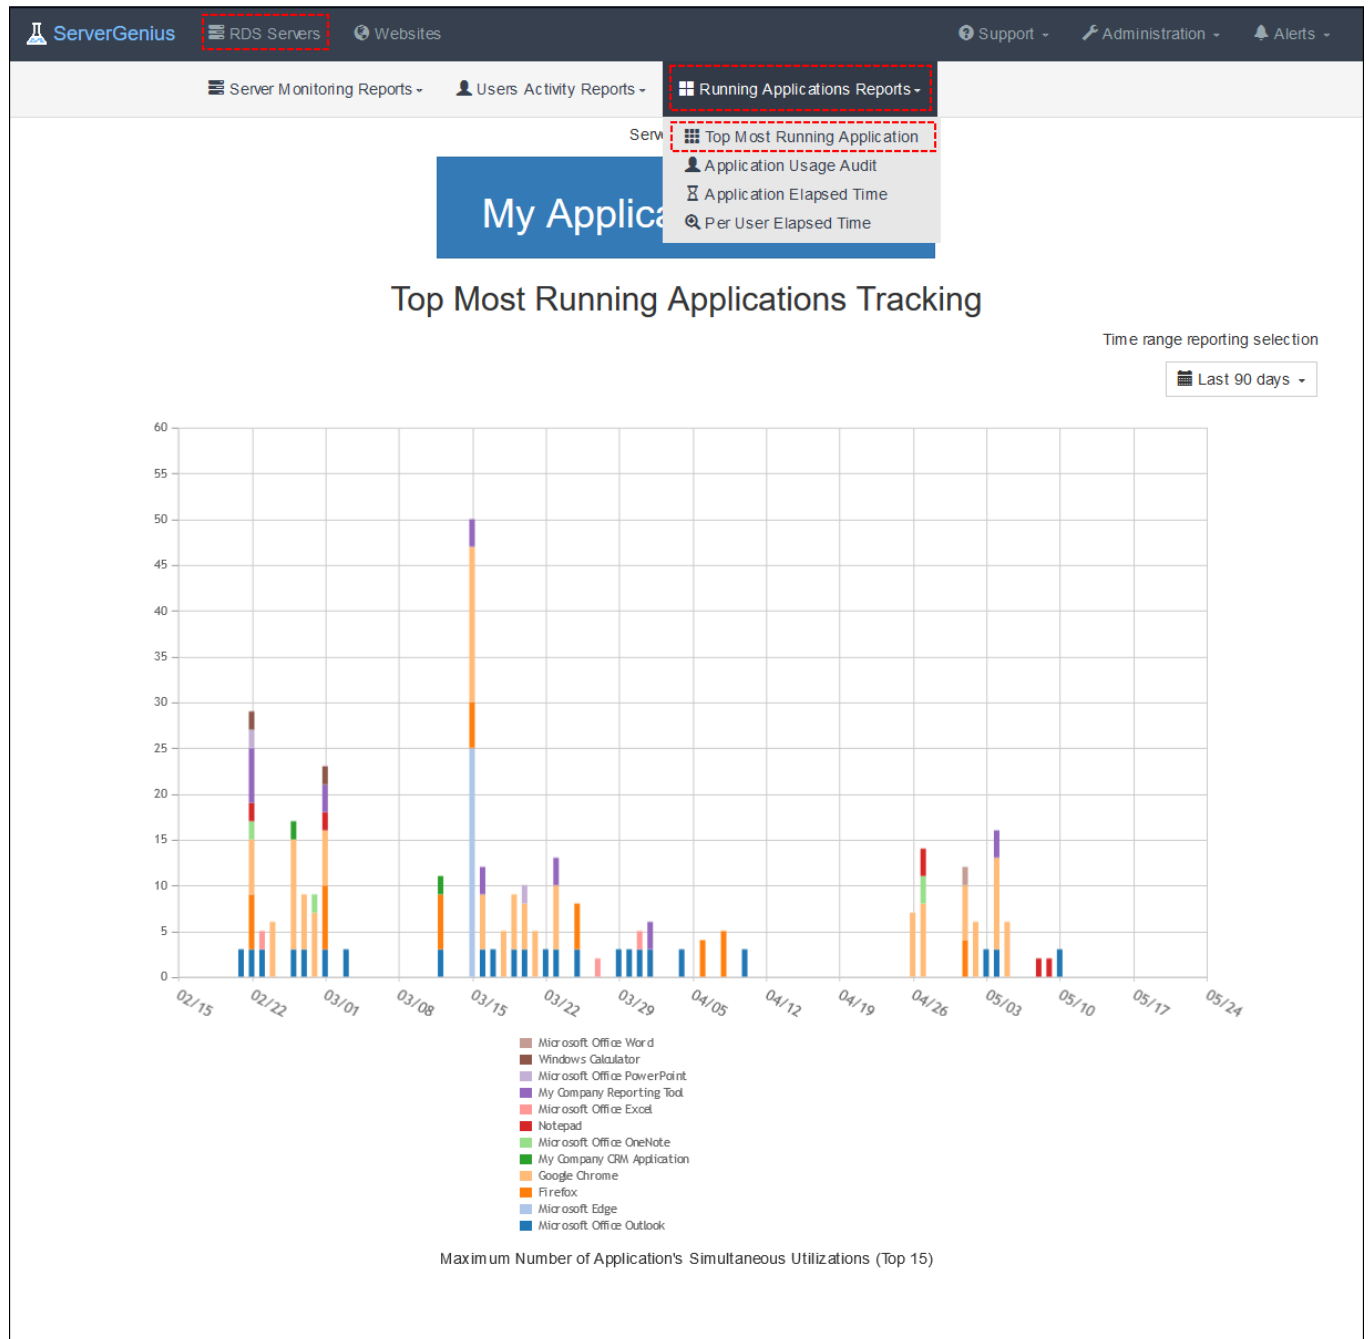 ServerGenius RDS Servers Websites Support Administration Alerts
Server Monitoring Reports Users Activity Reports Running Applications Reports
Top Most Running Application
Application Usage Audit
Application Elapsed Time
Per User Elapsed Time
My
Top Most Running Applications Tracking
Time range reporting selection
Last 90 days
60
55
50
45
40
35
30
25
20
15
10
5
0
02/15 02/22 03/01 03/08 03/15 03/22 03/29 04/05 04/12 04/19 04/26 05/03 05/10 05/17 05/24
Microsoft Office Word
Windows Calculator
Microsoft Office PowerPoint
My Company Reporting Tool
Microsoft Office Excel
Notepad
Microsoft Office OneNote
My Company CRM Application
Google Chrome
Firefox
Microsoft Edge
Microsoft Office Outlook
Maximum Number of Application's Simultaneous Utilizations (Top 15)